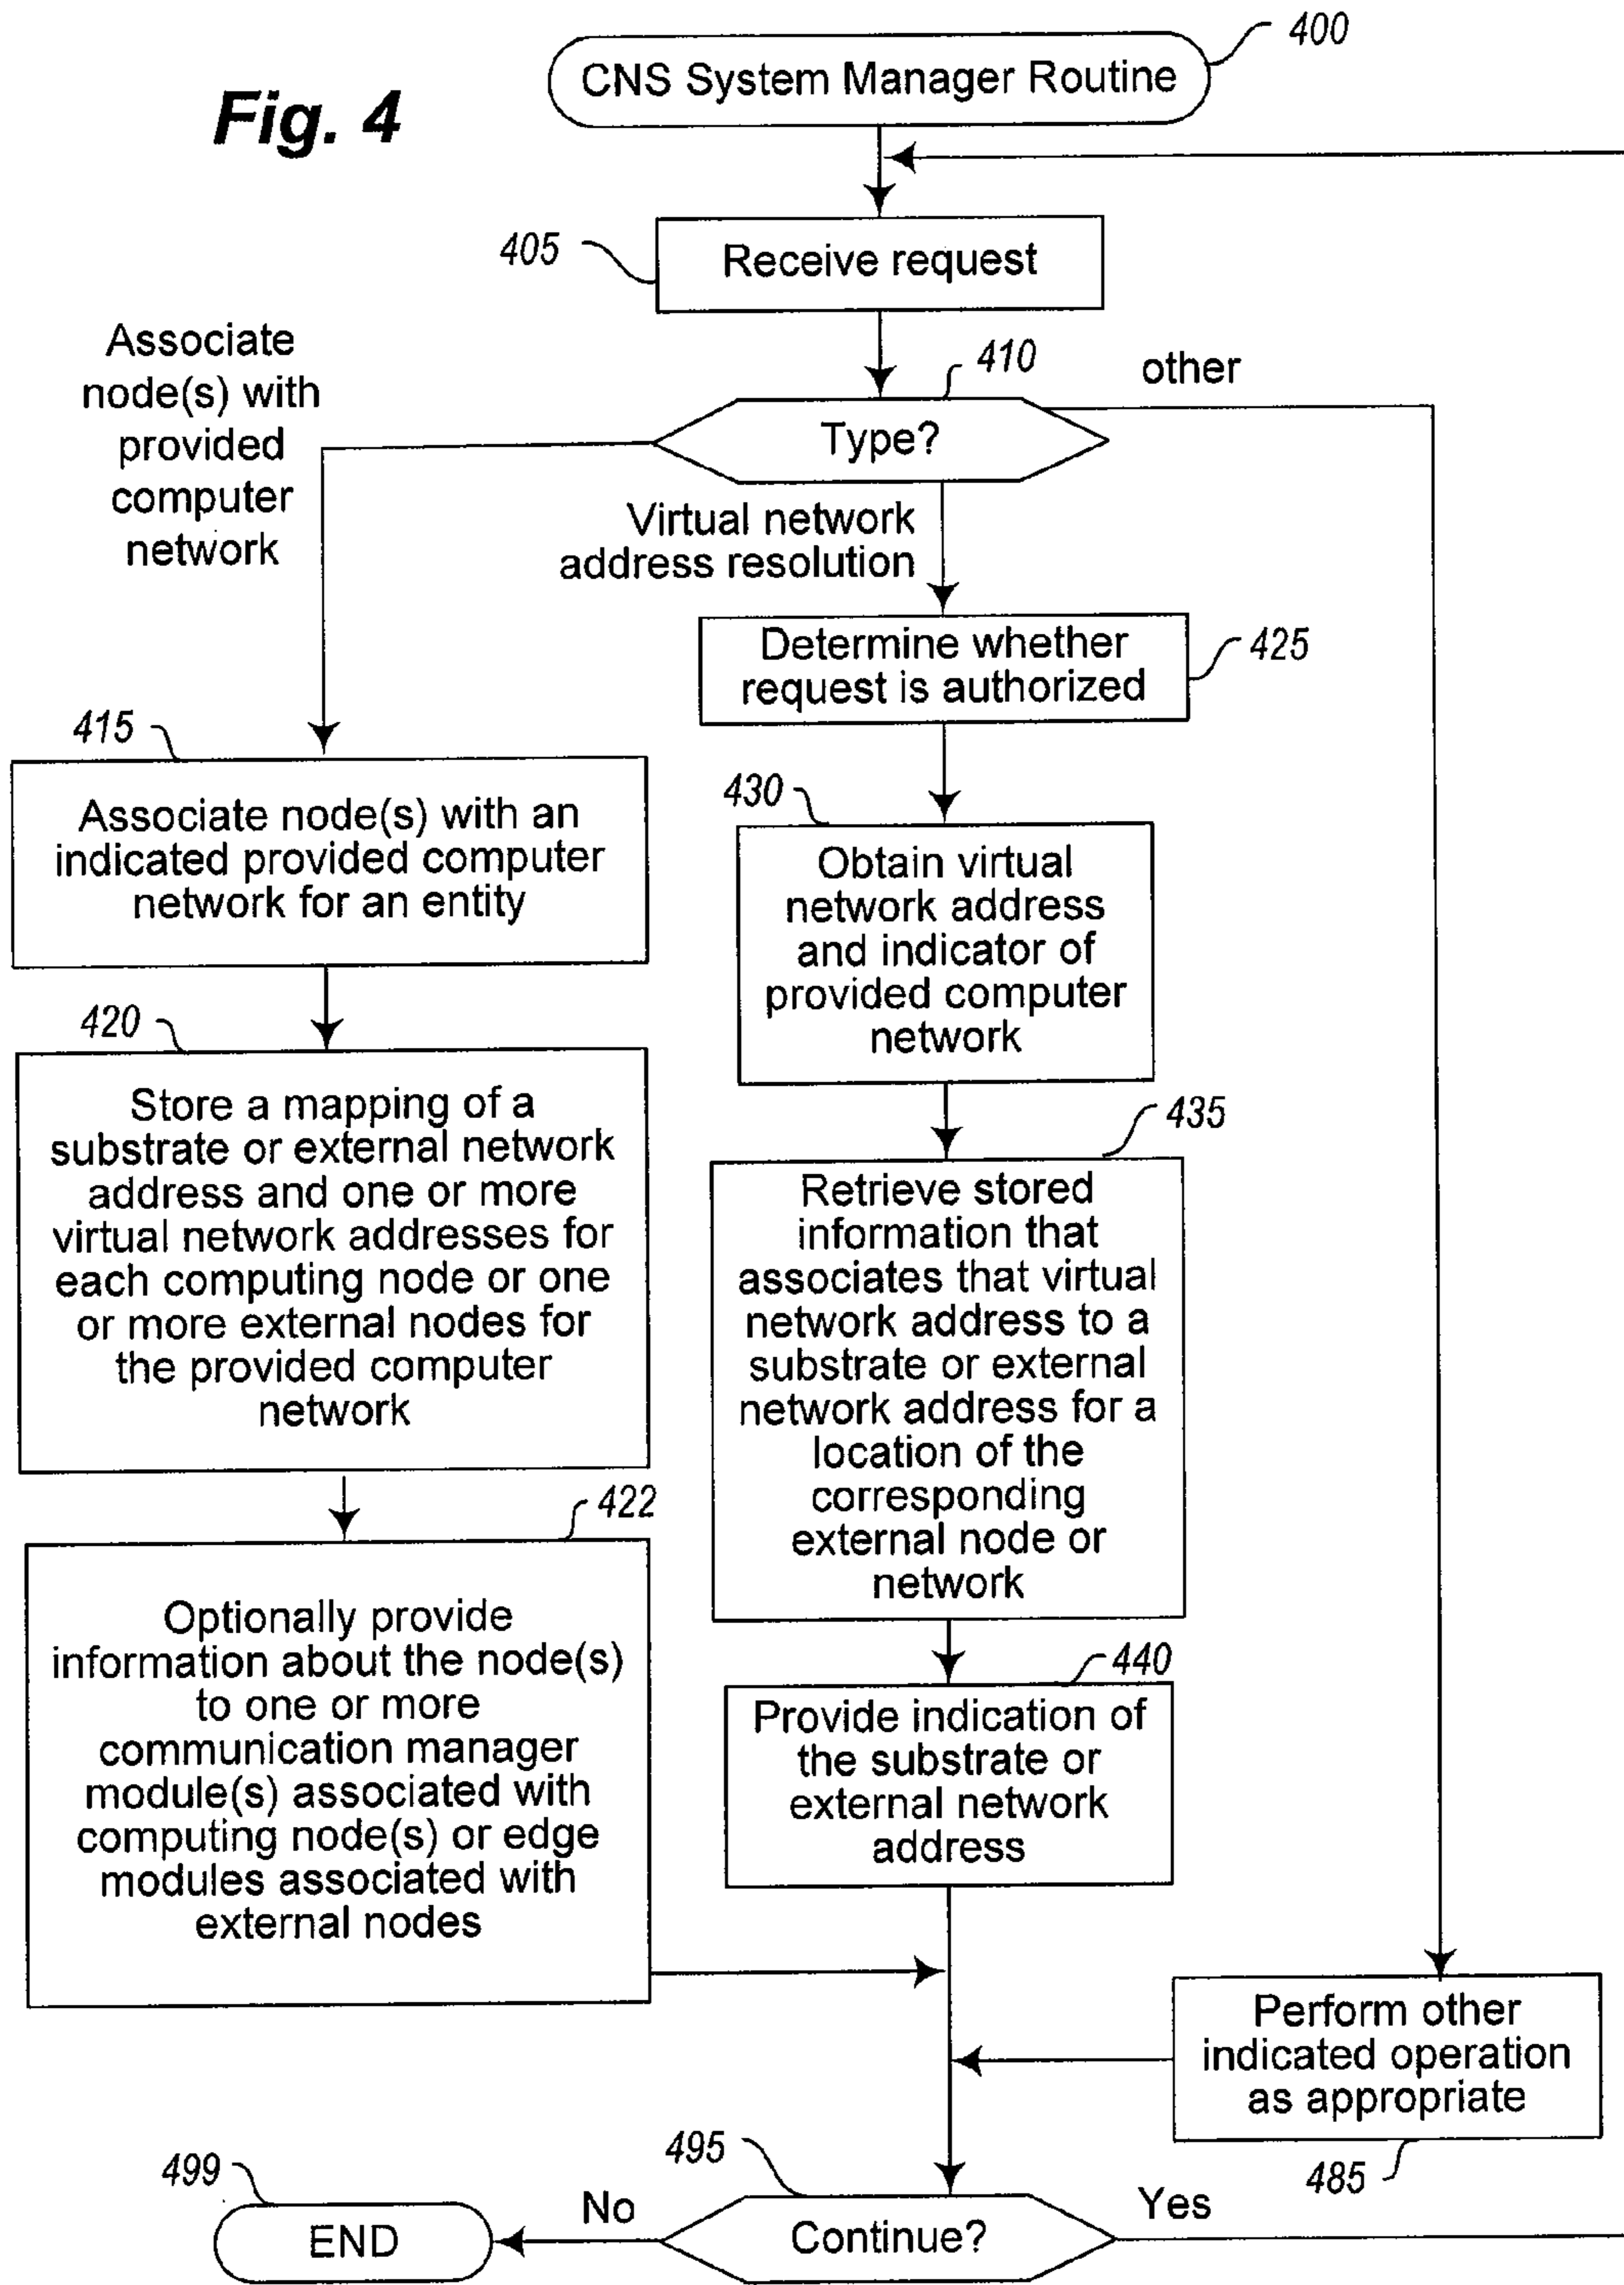 Fig. 4
400
CNS System Manager Routine
405
Receive request
410
Type?
other
Associate
node(s) with
provided
computer
network
Virtual network
address resolution
Determine whether
request is authorized
425
415
Associate node(s) with an
indicated provided computer
network for an entity
430
Obtain virtual
network address
and indicator of
provided computer
network
420
Store a mapping of a
substrate or external network
address and one or more
virtual network addresses for
each computing node or one
or more external nodes for
the provided computer
network
435
Retrieve stored
information that
associates that virtual
network address to a
substrate or external
network address for a
location of the
corresponding
external node or
network
422
Optionally provide
information about the node(s)
to one or more
communication manager
module(s) associated with
computing node(s) or edge
modules associated with
external nodes
440
Provide indication of
the substrate or
external network
address
Perform other
indicated operation
as appropriate
485
495
Continue?
Yes
No
499
END